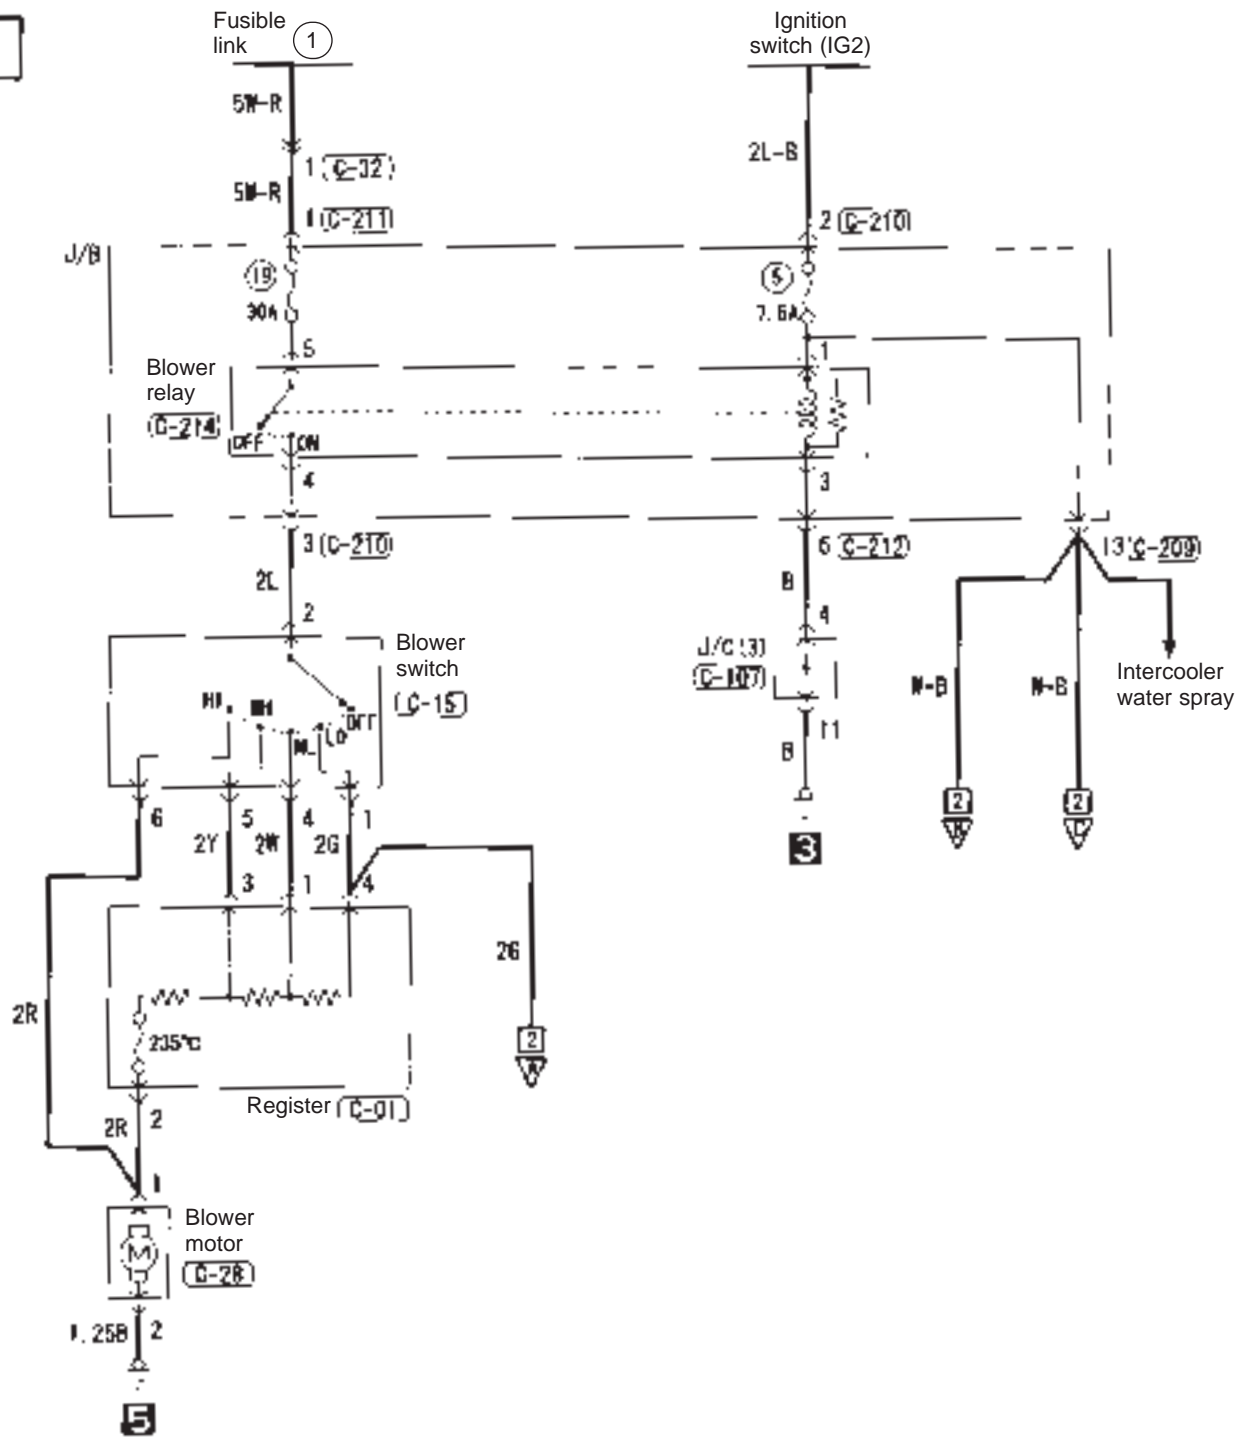 Fusible
link
1
Ignition
switch (IG2)
5W-R
2L-B
1 (C-32)
5W-R
1 (C-211)
2 (C-210)
J/B
19
5
30A
7.5A
5
1
Blower
relay
C-214
OFF
ON
4
3
3 (C-210)
6 C-212
13 C-209
2L
B
2
4
Blower
switch
C-15
J/C (3)
C-107
Intercooler
water spray
W-B
W-B
HI
MH
ML
LO
OFF
11
B
6
5
4
1
2
B
2
C
2Y
2W
2G
3
3
1
4
2G
2R
235°C
2
A
Register
C-01
2R
2
1
Blower
motor
M
C-28
1.25B
2
5